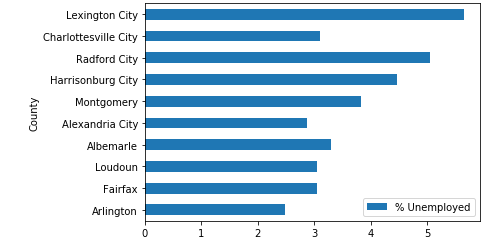 Lexington City
Charlottesville City
Radford City
Harrisonburg City
Montgomery
County
Alexandria City
Albemarle
Loudoun
Fairfax
Arlington
% Unemployed
0 1 2 3 4 5